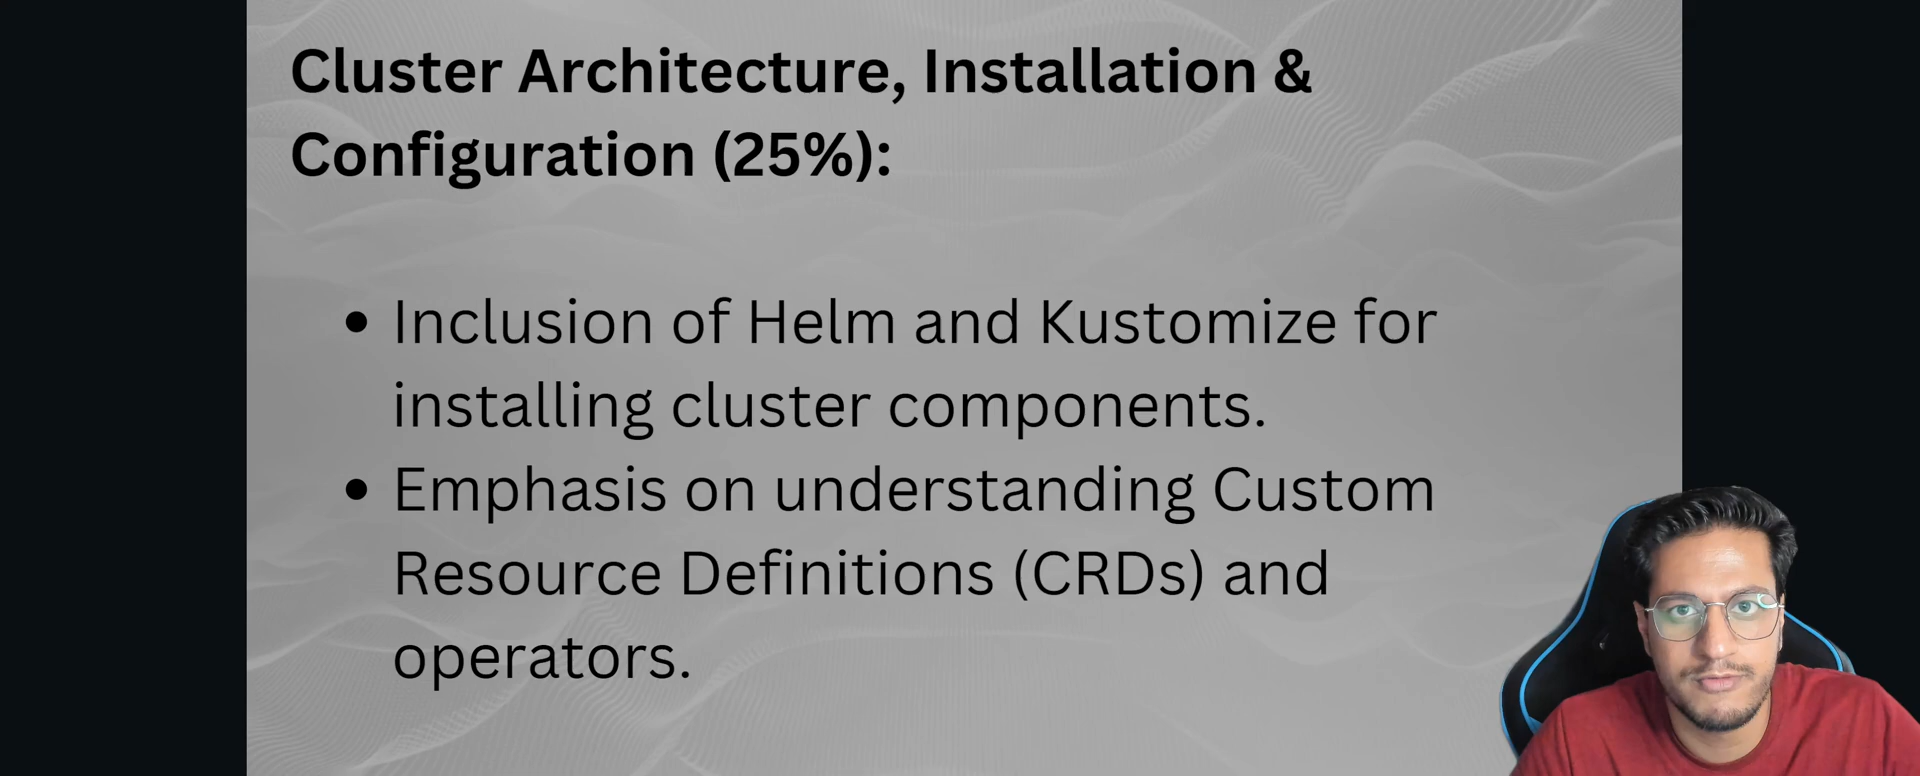 Cluster Architecture, Installation &
Configuration (25%):
• Inclusion of Helm and Kustomize for
installing cluster components.
• Emphasis on understanding Custom
Resource Definitions (CRDs) and
operators.